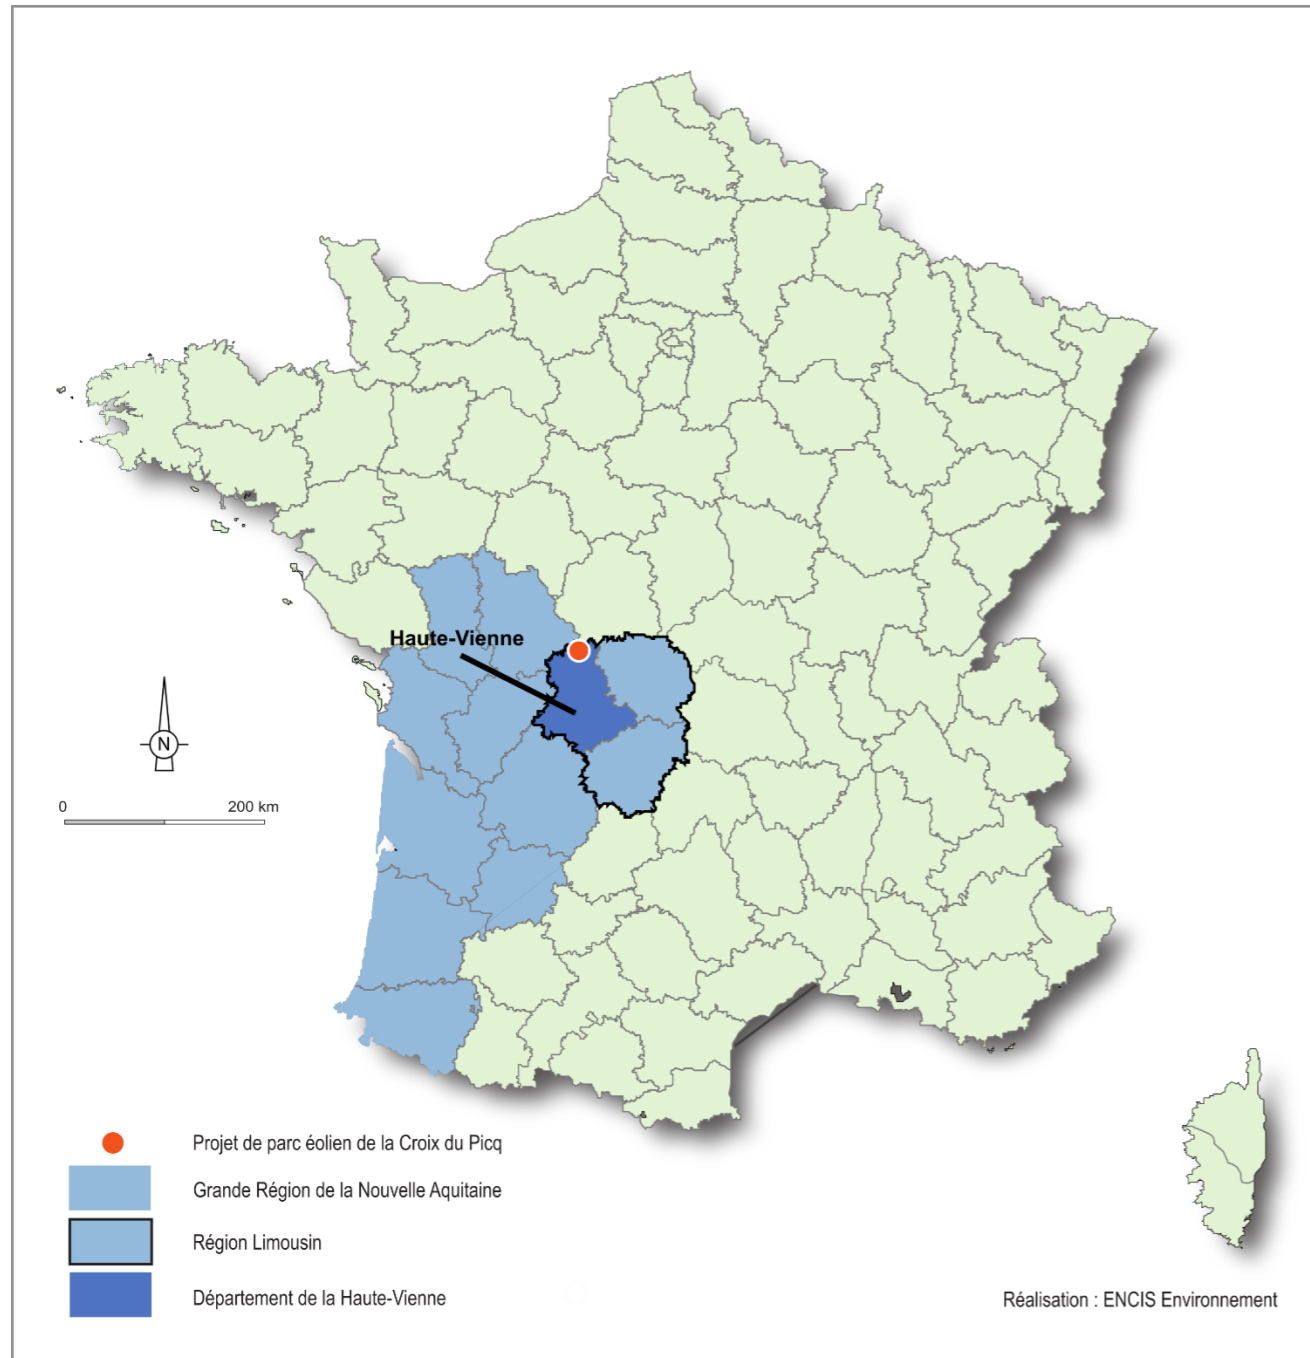 Haute-Vienne
N
0 200 km
Projet de parc éolien de la Croix du Picq
Grande Région de la Nouvelle Aquitaine
Région Limousin
Département de la Haute-Vienne
Réalisation : ENCIS Environnement